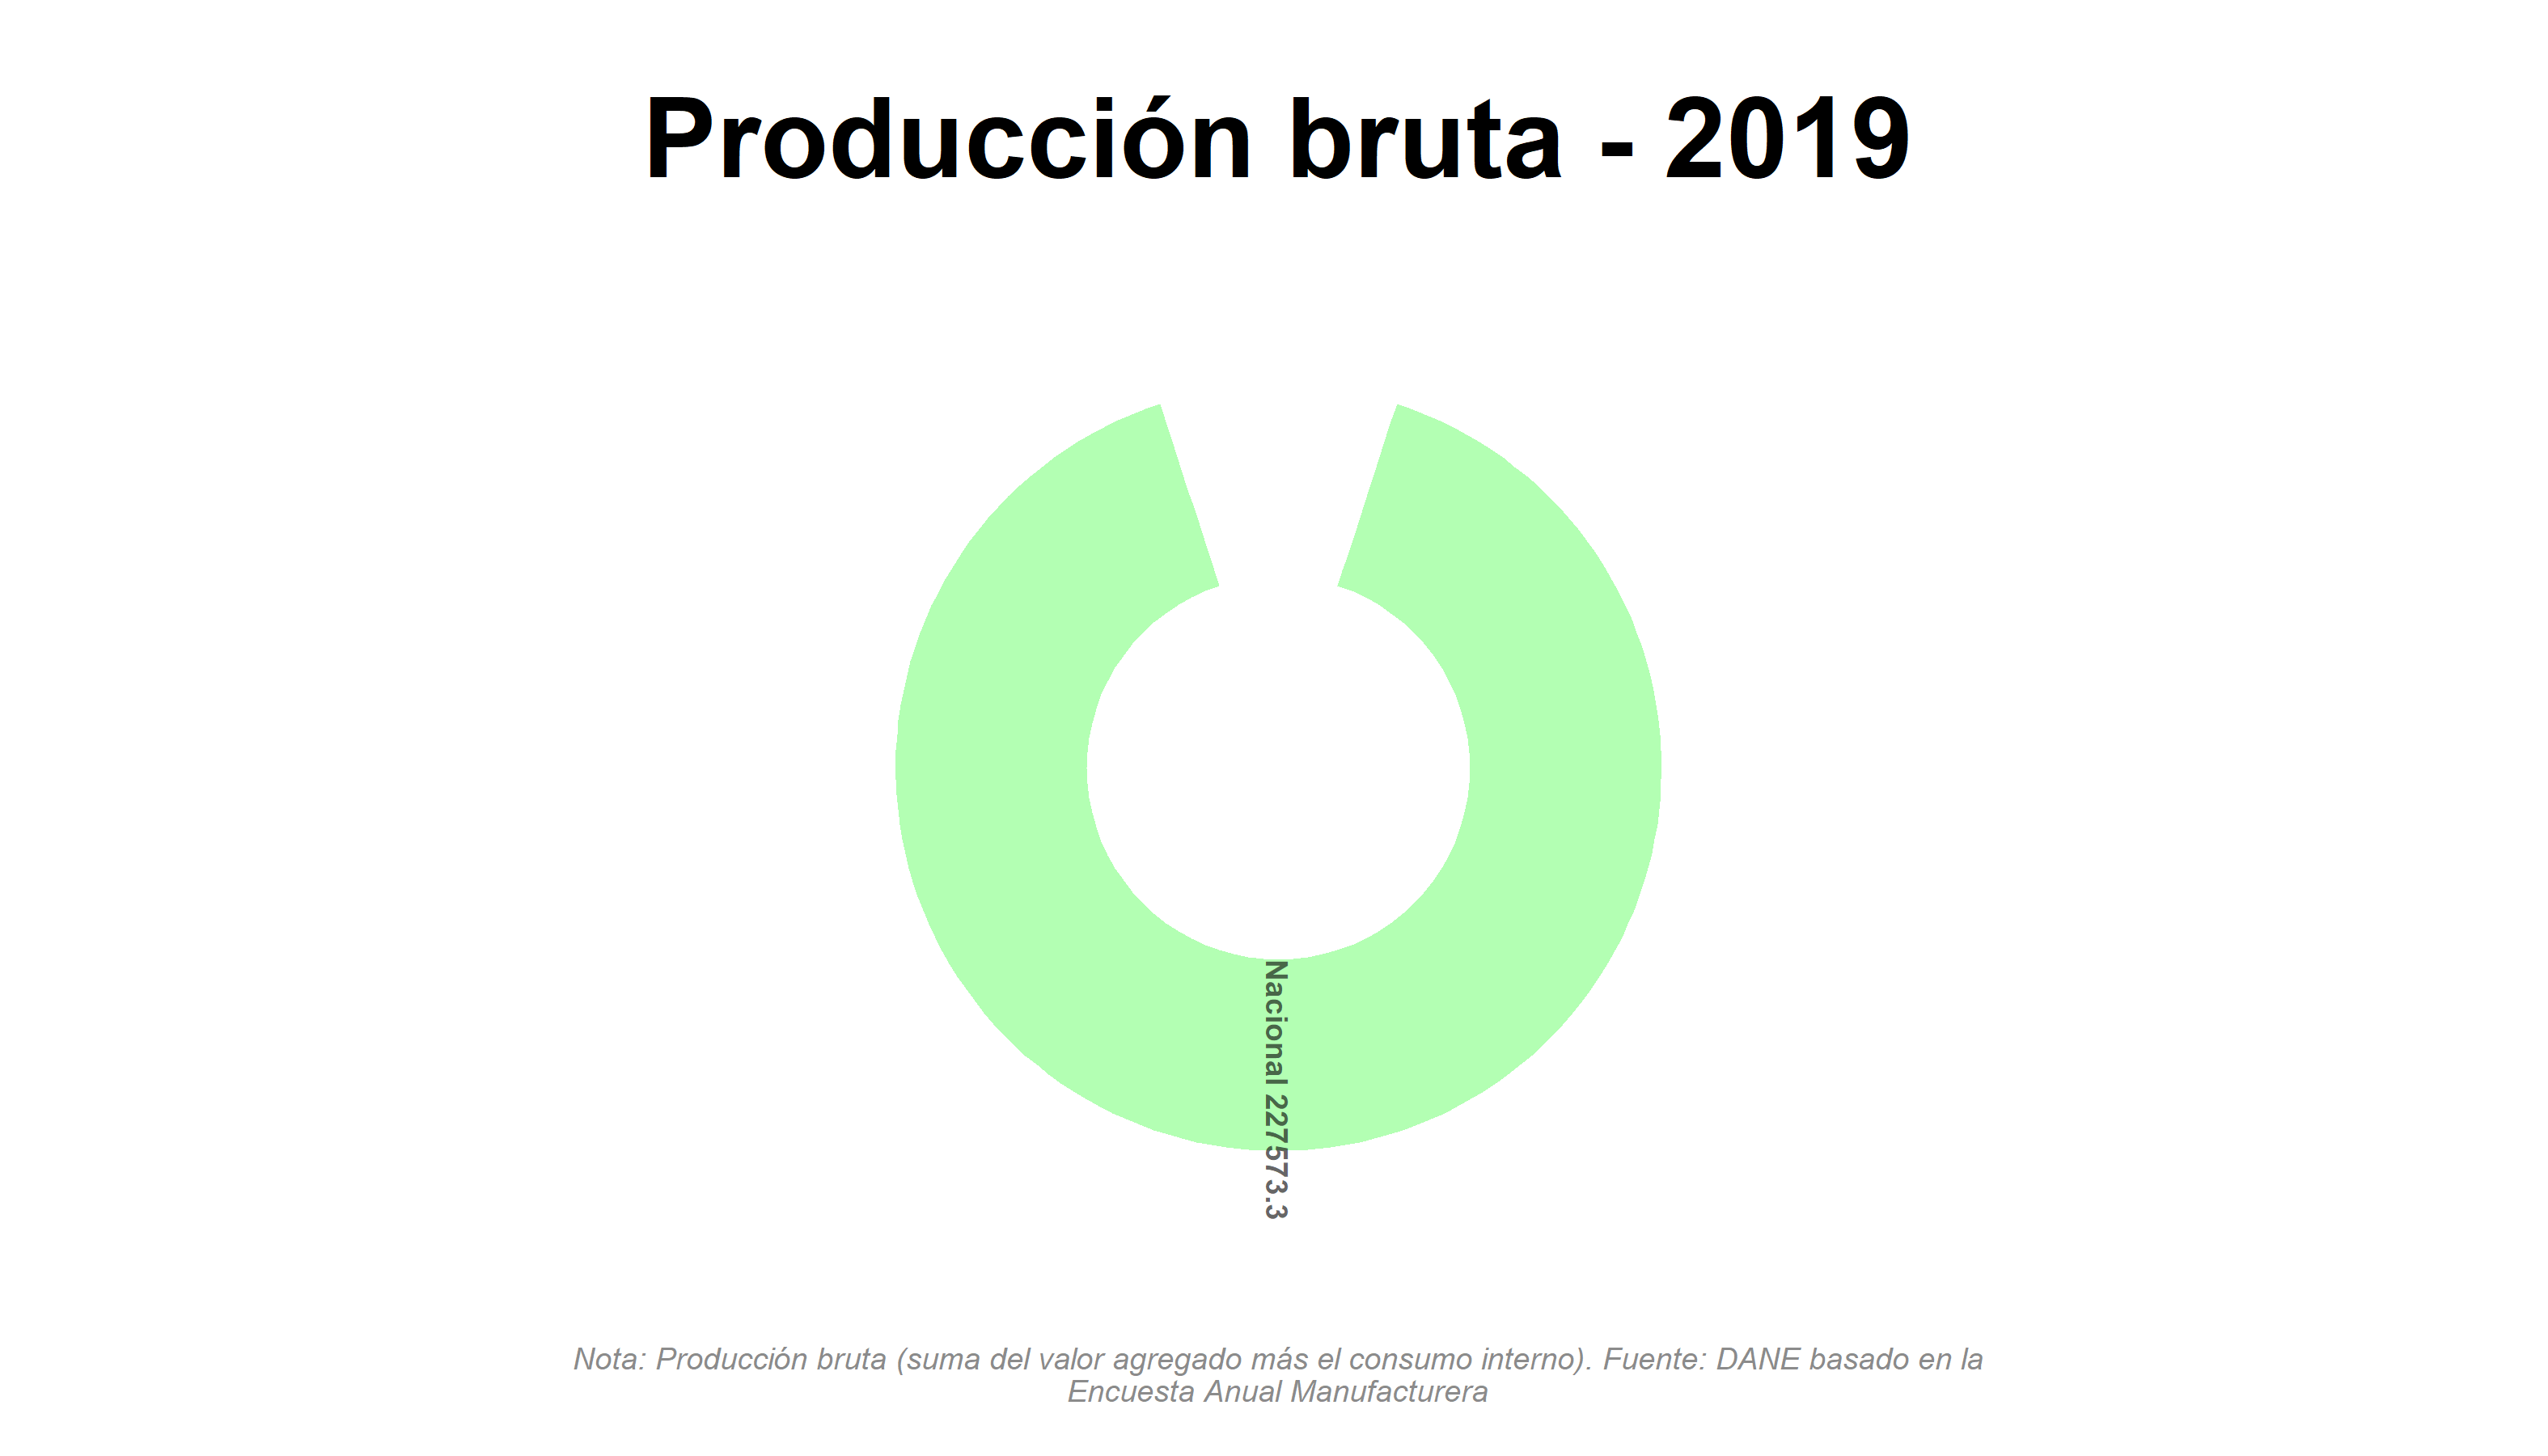 Producción bruta - 2019
Nacional 227573.3
Nota: Producción bruta (suma del valor agregado más el consumo interno). Fuente: DANE basado en la
Encuesta Anual Manufacturera